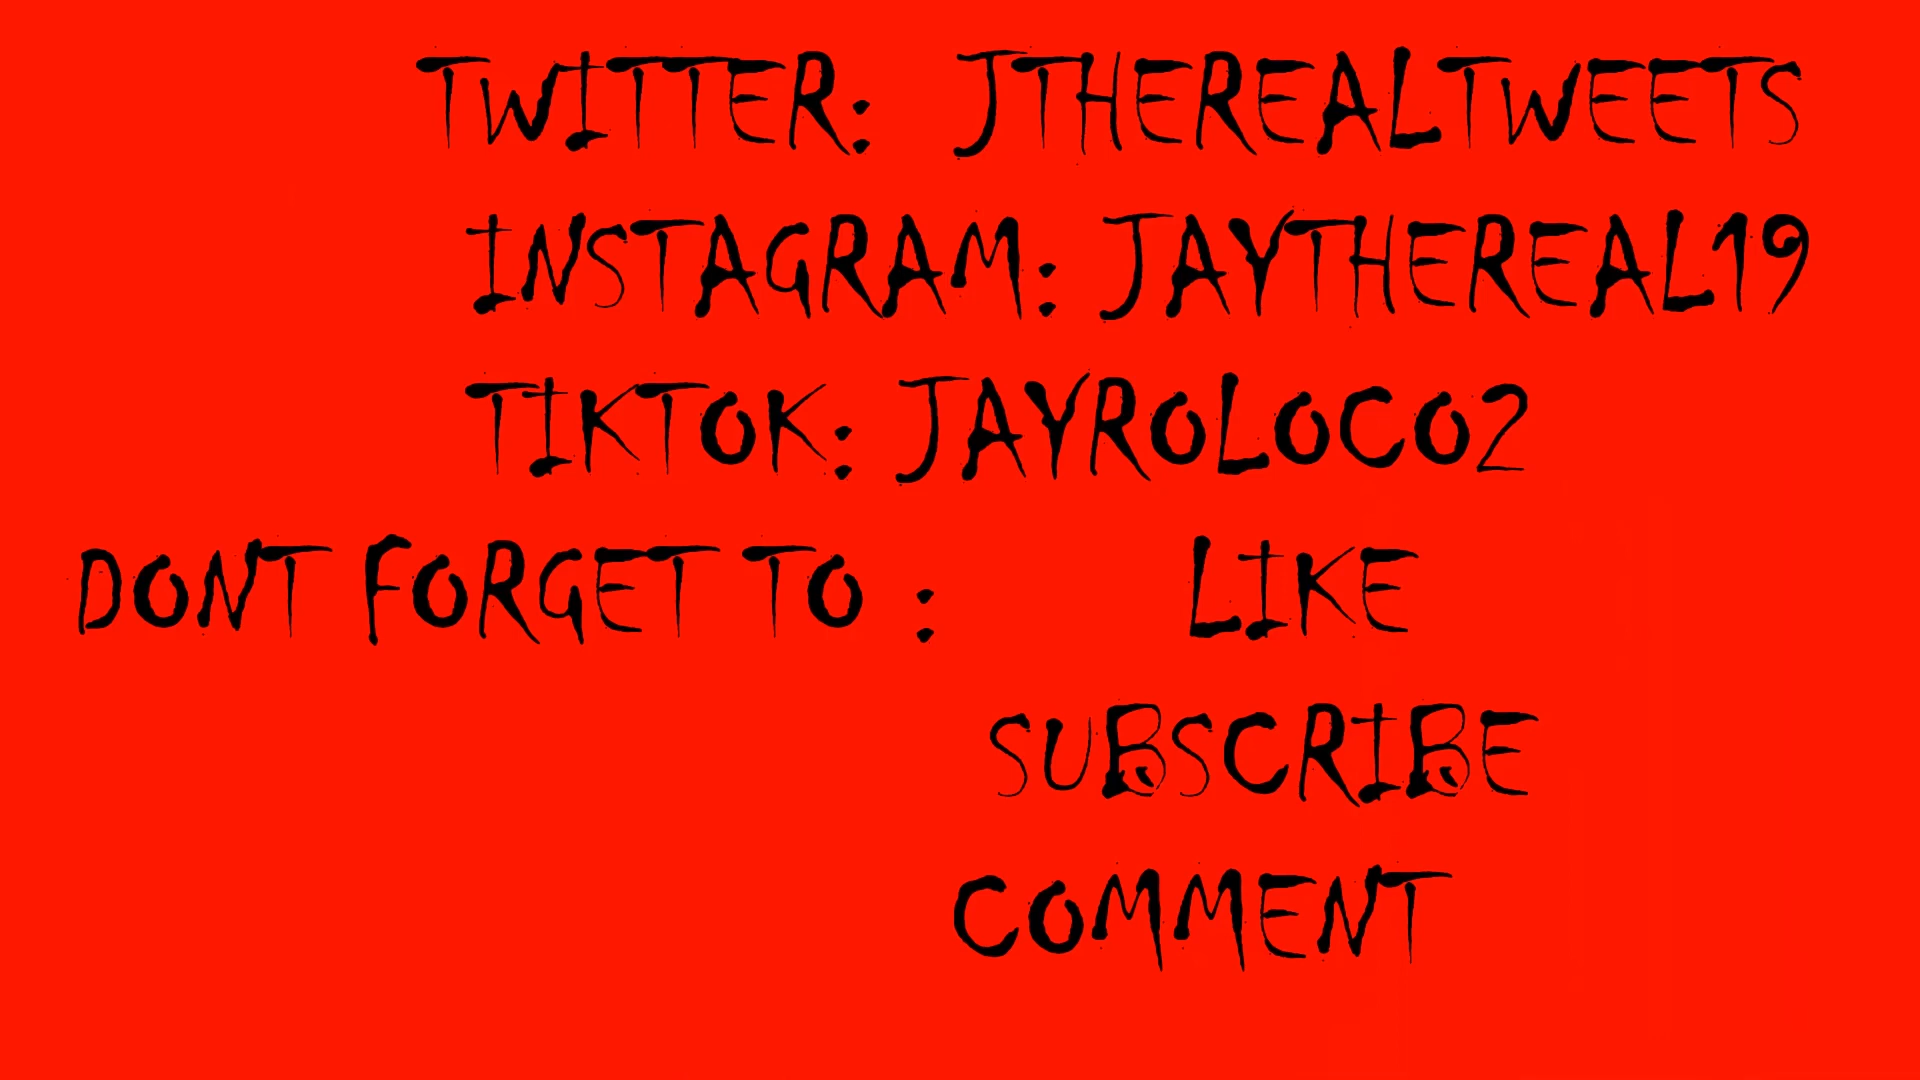 TWITTER: JTHEREALTWEETS
INSTAGRAM: JAYTHEREAL19
TIKTOK: JAYROLOCO2
DONT FORGET TO : LIKE
SUBSCRIBE
COMMENT